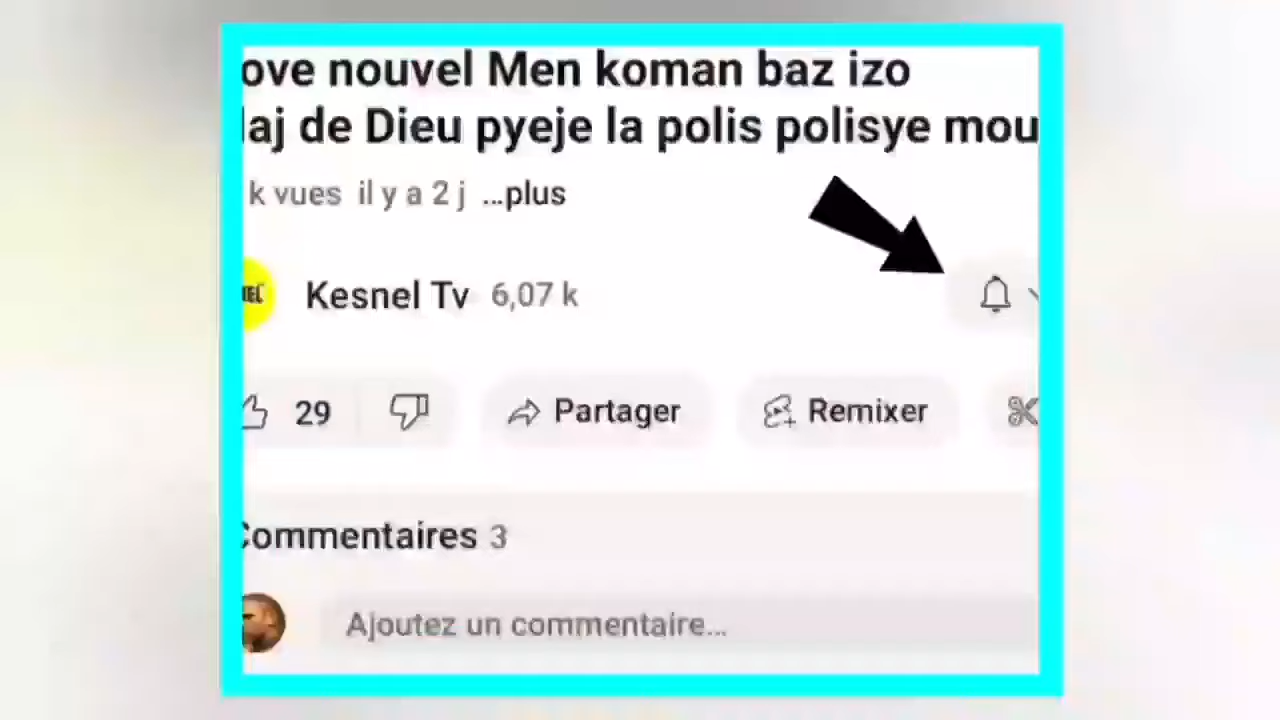 ove nouvel Men koman baz izo
laj de Dieu pyeje la polis polisye mou
k vues il y a 2 j ...plus
Kesnel Tv 6,07 k
29 Partager Remixer
Commentaires 3
Ajoutez un commentaire...